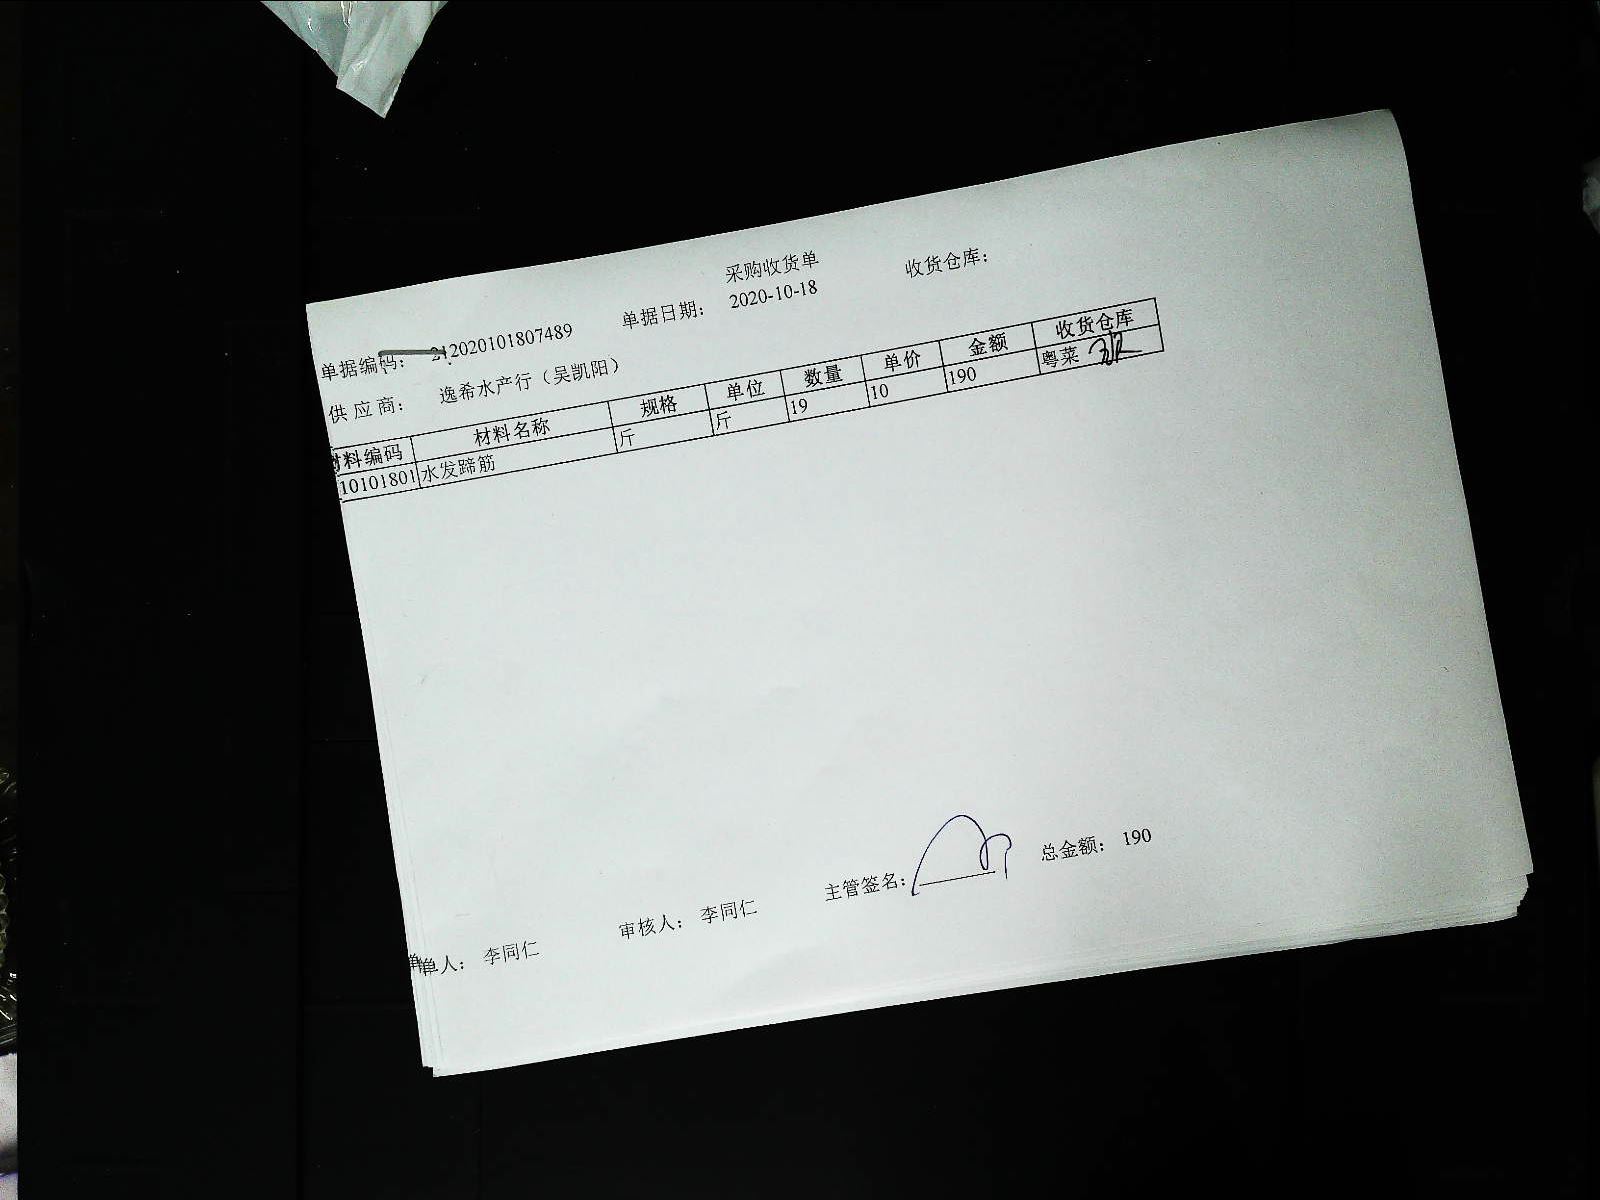 采购收货单
单据编码： 212020101807489 单据日期： 2020-10-18 收货仓库：
供 应 商： 逸希水产行（吴凯阳）
材料编码 材料名称 规格 单位 数量 单价 金额 收货仓库
10101801 水发蹄筋 斤 斤 19 10 190 粤菜
单人： 李同仁 审核人： 李同仁 主管签名： 总金额： 190